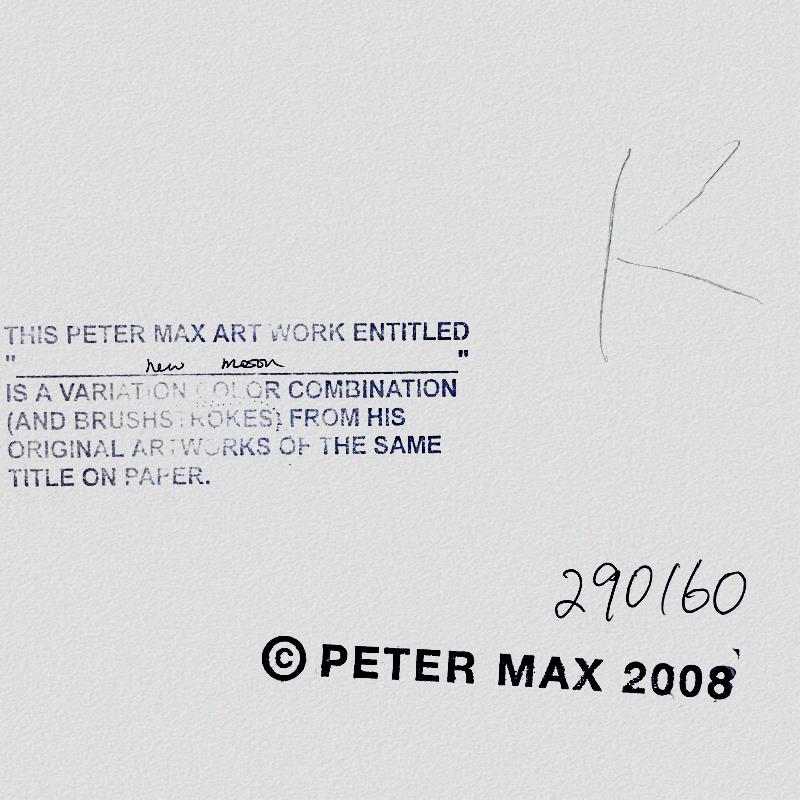 K
THIS PETER MAX ART WORK ENTITLED
" new moon "
IS A VARIATION COLOR COMBINATION
(AND BRUSHSTROKES) FROM HIS
ORIGINAL ARTWORKS OF THE SAME
TITLE ON PAPER.
290160
© PETER MAX 2008